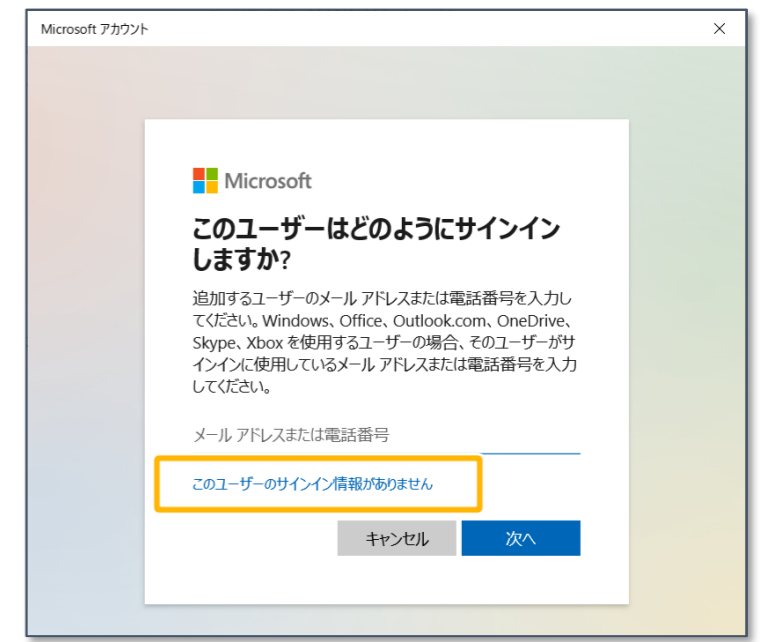 Microsoft アカウント
Microsoft
このユーザーはどのようにサインイン
しますか?
追加するユーザーのメール アドレスまたは電話番号を入力し
てください。Windows、Office、Outlook.com、OneDrive、
Skype、Xbox を使用するユーザーの場合、そのユーザーがサ
インインに使用しているメール アドレスまたは電話番号を入力
してください。
メール アドレスまたは電話番号
このユーザーのサインイン情報がありません
キャンセル
次へ